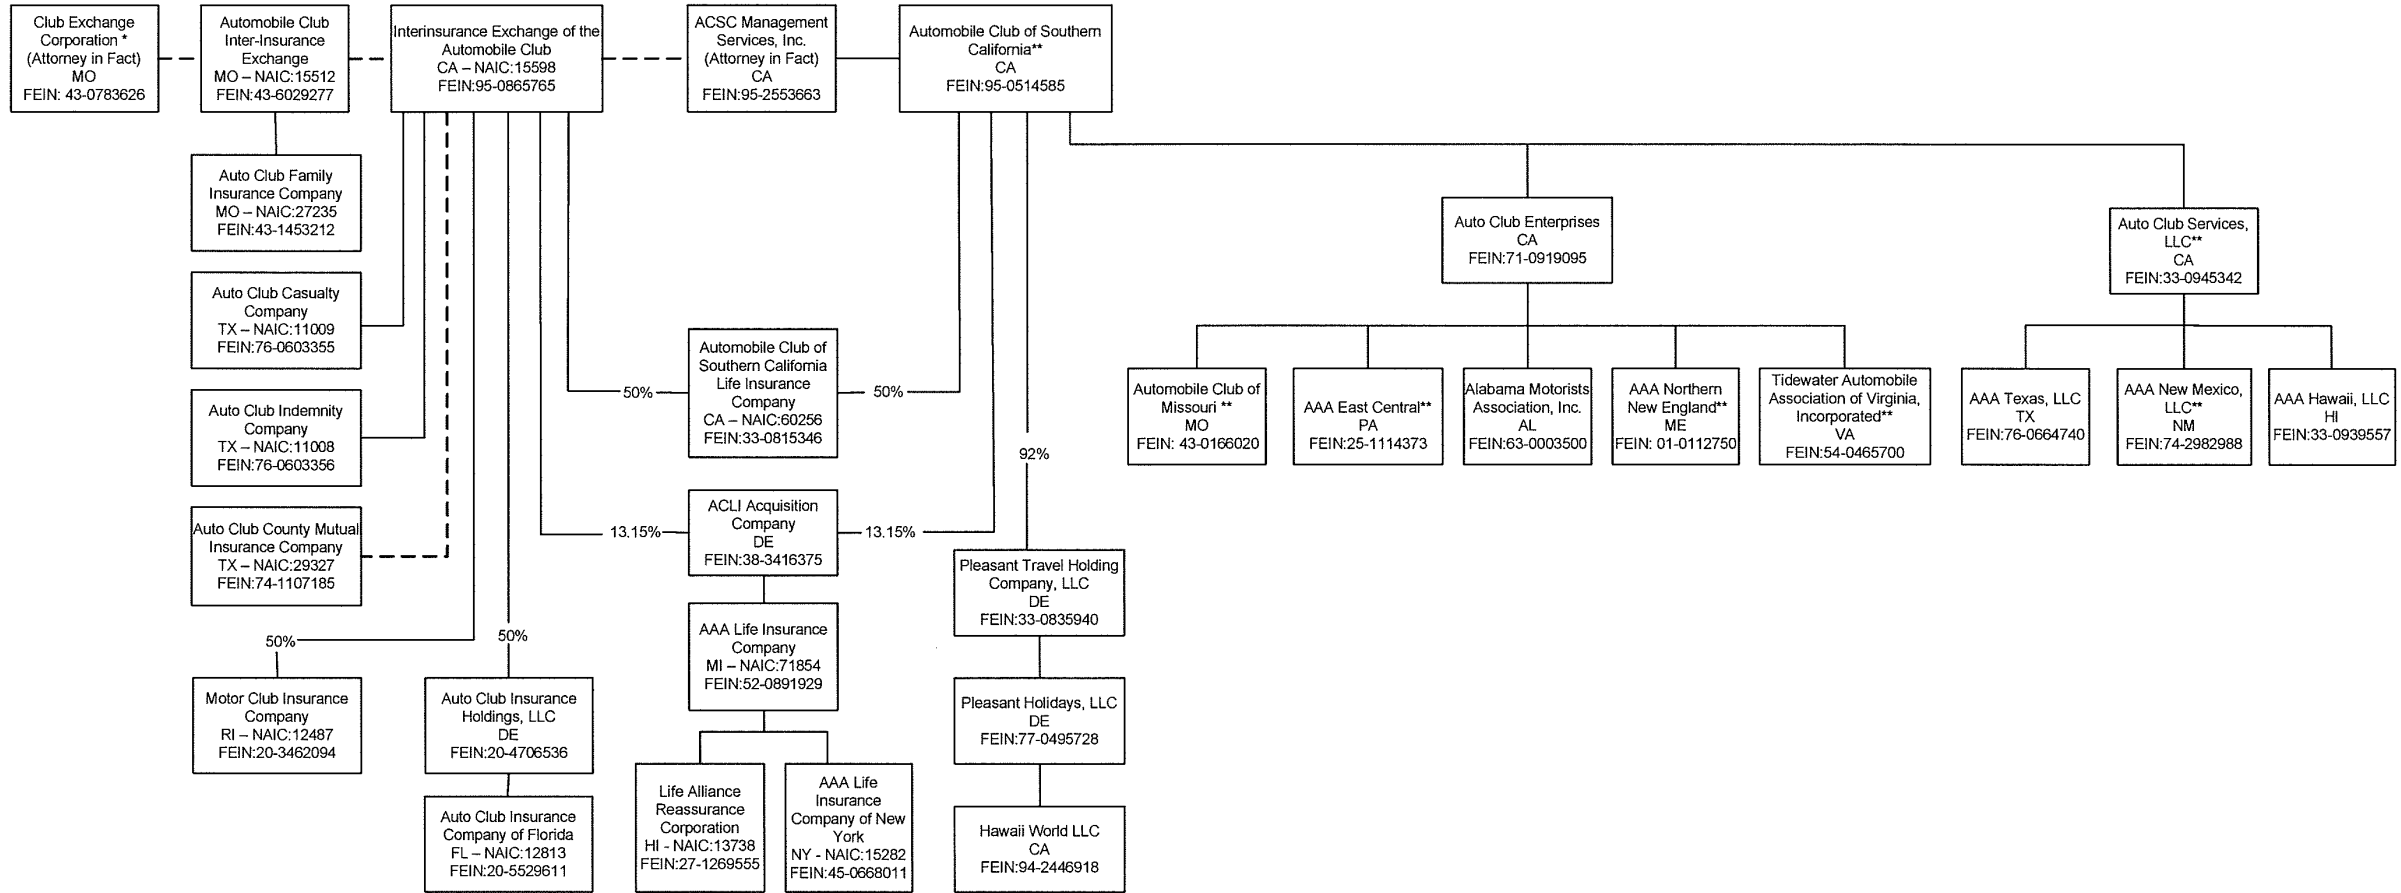 Club Exchange
Corporation *
(Attorney in Fact)
MO
FEIN: 43-0783626
Automobile Club
Inter-Insurance
Exchange
MO – NAIC:15512
FEIN:43-6029277
Interinsurance Exchange of the
Automobile Club
CA – NAIC:15598
FEIN:95-0865765
ACSC Management
Services, Inc.
(Attorney in Fact)
CA
FEIN:95-2553663
Automobile Club of Southern
California**
CA
FEIN:95-0514585
Auto Club Family
Insurance Company
MO – NAIC:27235
FEIN:43-1453212
Auto Club Casualty
Company
TX – NAIC:11009
FEIN:76-0603355
Auto Club Indemnity
Company
TX – NAIC:11008
FEIN:76-0603356
Auto Club County Mutual
Insurance Company
TX – NAIC:29327
FEIN:74-1107185
50%
Motor Club Insurance
Company
RI – NAIC:12487
FEIN:20-3462094
50%
Auto Club Insurance
Holdings, LLC
DE
FEIN:20-4706536
Auto Club Insurance
Company of Florida
FL – NAIC:12813
FEIN:20-5529611
50%
Automobile Club of
Southern California
Life Insurance
Company
CA – NAIC:60256
FEIN:33-0815346
50%
13.15%
ACLI Acquisition
Company
DE
FEIN:38-3416375
13.15%
AAA Life Insurance
Company
MI – NAIC:71854
FEIN:52-0891929
Life Alliance
Reassurance
Corporation
HI - NAIC:13738
FEIN:27-1269555
AAA Life
Insurance
Company of New
York
NY - NAIC:15282
FEIN:45-0668011
92%
Pleasant Travel Holding
Company, LLC
DE
FEIN:33-0835940
Pleasant Holidays, LLC
DE
FEIN:77-0495728
Hawaii World LLC
CA
FEIN:94-2446918
Auto Club Enterprises
CA
FEIN:71-0919095
Auto Club Services,
LLC**
CA
FEIN:33-0945342
Automobile Club of
Missouri **
MO
FEIN: 43-0166020
AAA East Central**
PA
FEIN:25-1114373
Alabama Motorists
Association, Inc.
AL
FEIN:63-0003500
AAA Northern
New England**
ME
FEIN: 01-0112750
Tidewater Automobile
Association of Virginia,
Incorporated**
VA
FEIN:54-0465700
AAA Texas, LLC
TX
FEIN:76-0664740
AAA New Mexico,
LLC**
NM
FEIN:74-2982988
AAA Hawaii, LLC
HI
FEIN:33-0939557